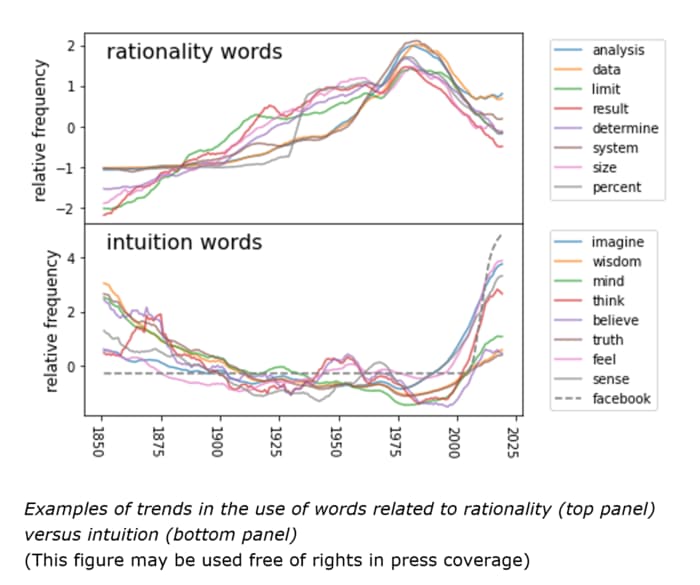 rationality words
relative frequency
2
1
0
−1
−2
analysis
data
limit
result
determine
system
size
percent
intuition words
relative frequency
4
2
0
imagine
wisdom
mind
think
believe
truth
feel
sense
facebook
1850
1875
1900
1925
1950
1975
2000
2025
Examples of trends in the use of words related to rationality (top panel)
versus intuition (bottom panel)
(This figure may be used free of rights in press coverage)